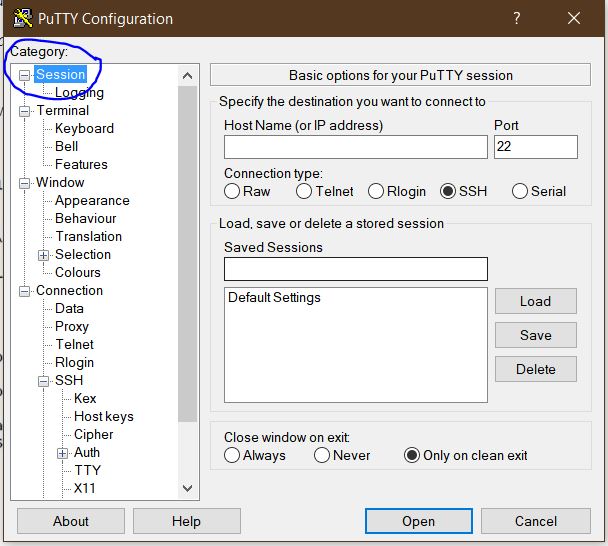 PuTTY Configuration
Category:
Session
Logging
Terminal
Keyboard
Bell
Features
Window
Appearance
Behaviour
Translation
Selection
Colours
Connection
Data
Proxy
Telnet
Rlogin
SSH
Kex
Host keys
Cipher
Auth
TTY
X11
Basic options for your PuTTY session
Specify the destination you want to connect to
Host Name (or IP address) Port
22
Connection type:
Raw Telnet Rlogin SSH Serial
Load, save or delete a stored session
Saved Sessions
Default Settings
Load
Save
Delete
Close window on exit:
Always Never Only on clean exit
About Help Open Cancel